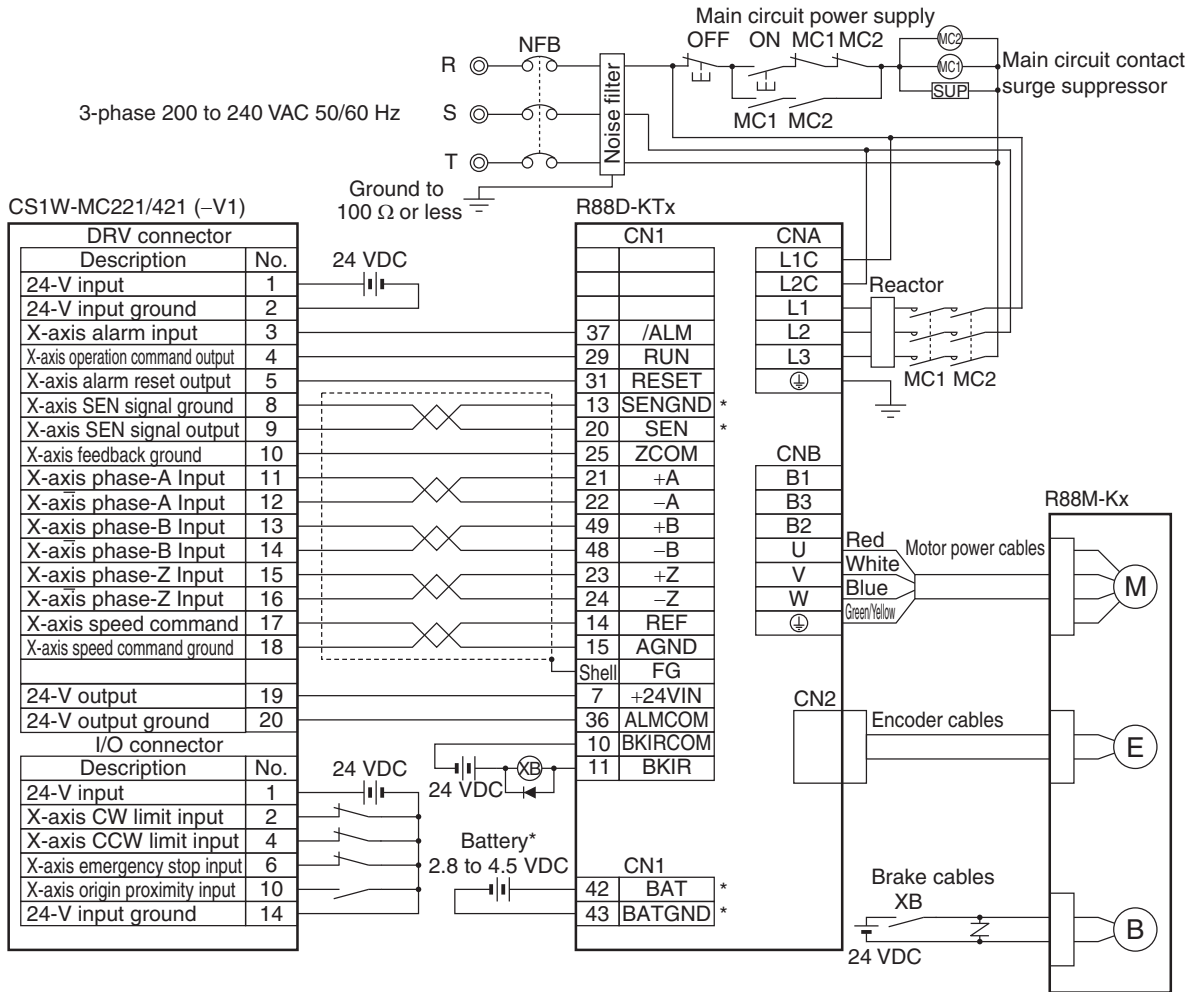 Main circuit power supply
OFF ON MC1 MC2
NFB
R
S
T
3-phase 200 to 240 VAC 50/60 Hz
Noise filter
MC1 MC2
MC2
MC1
SUP
Main circuit contact
surge suppressor
Ground to
100 Ω or less
CS1W-MC221/421 (−V1)
DRV connector
Description No.
24-V input 1
24-V input ground 2
X-axis alarm input 3
X-axis operation command output 4
X-axis alarm reset output 5
X-axis SEN signal ground 8
X-axis SEN signal output 9
X-axis feedback ground 10
X-axis phase-A Input 11
X-axis phase-A̅ Input 12
X-axis phase-B Input 13
X-axis phase-B̅ Input 14
X-axis phase-Z Input 15
X-axis phase-Z̅ Input 16
X-axis speed command 17
X-axis speed command ground 18
24-V output 19
24-V output ground 20
I/O connector
Description No.
24-V input 1
X-axis CW limit input 2
X-axis CCW limit input 4
X-axis emergency stop input 6
X-axis origin proximity input 10
24-V input ground 14
24 VDC
24 VDC
R88D-KTx
CN1
37 /ALM
29 RUN
31 RESET
13 SENGND *
20 SEN *
25 ZCOM
21 +A
22 −A
49 +B
48 −B
23 +Z
24 −Z
14 REF
15 AGND
Shell FG
7 +24VIN
36 ALMCOM
10 BKIRCOM
11 BKIR
XB
24 VDC
Battery*
2.8 to 4.5 VDC
CN1
42 BAT *
43 BATGND *
CNA
L1C
L2C
L1
L2
L3
Reactor
MC1 MC2
CNB
B1
B3
B2
U
V
W
Red
White
Blue
Green/Yellow
Motor power cables
CN2
Encoder cables
R88M-Kx
M
E
B
Brake cables
XB
24 VDC